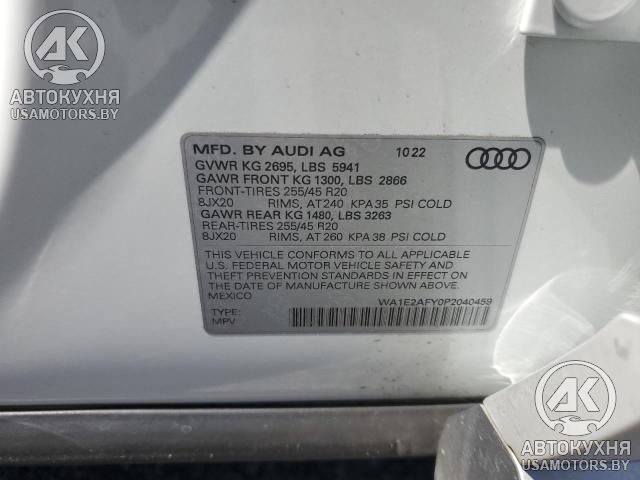 AK
АВТОКУХНЯ
USAMOTORS.BY
MFD. BY AUDI AG 10 22
GVWR KG 2695, LBS 5941
GAWR FRONT KG 1300, LBS 2866
FRONT-TIRES 255/45 R20
8JX20 RIMS, AT 240 KPA 35 PSI COLD
GAWR REAR KG 1480, LBS 3263
REAR-TIRES 255/45 R20
8JX20 RIMS, AT 260 KPA 38 PSI COLD
THIS VEHICLE CONFORMS TO ALL APPLICABLE
U.S. FEDERAL MOTOR VEHICLE SAFETY AND
THEFT PREVENTION STANDARDS IN EFFECT ON
THE DATE OF MANUFACTURE SHOWN ABOVE.
MEXICO WA1E2AFY0P2040459
TYPE:
MPV
AK
АВТОКУХНЯ
USAMOTORS.BY